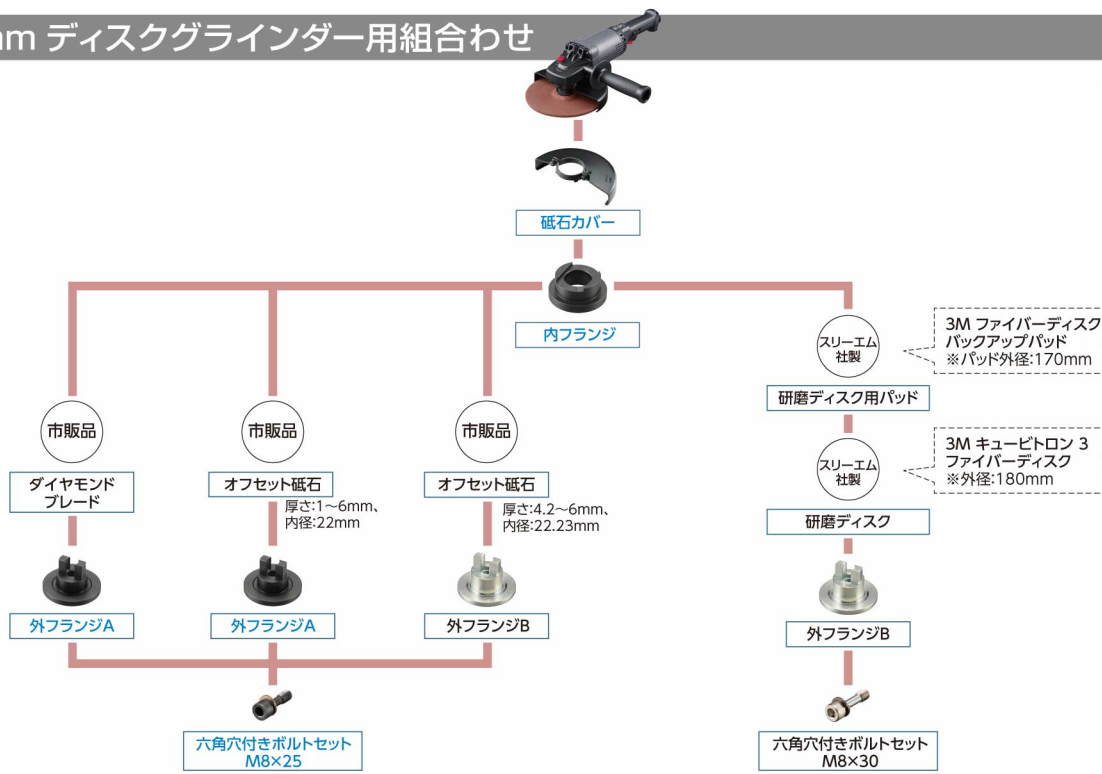 mm ディスクグラインダー用組合わせ
砥石カバー
内フランジ
スリーエム
社製
3M ファイバーディスク
バックアップパッド
※パッド外径:170mm
研磨ディスク用パッド
市販品
市販品
市販品
スリーエム
社製
3M キュービトロン 3
ファイバーディスク
※外径:180mm
ダイヤモンド
ブレード
オフセット砥石
厚さ:1~6mm、
内径:22mm
オフセット砥石
厚さ:4.2~6mm、
内径:22.23mm
研磨ディスク
外フランジA
外フランジA
外フランジB
外フランジB
六角穴付きボルトセット
M8×25
六角穴付きボルトセット
M8×30